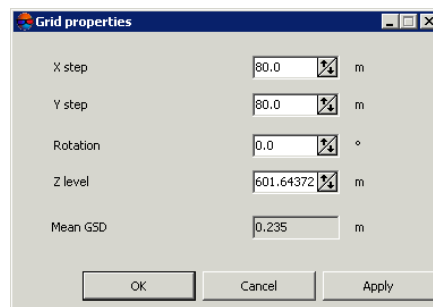 Grid properties
X step 80.0 m
Y step 80.0 m
Rotation 0.0 °
Z level 601.64372 m
Mean GSD 0.235 m
OK Cancel Apply